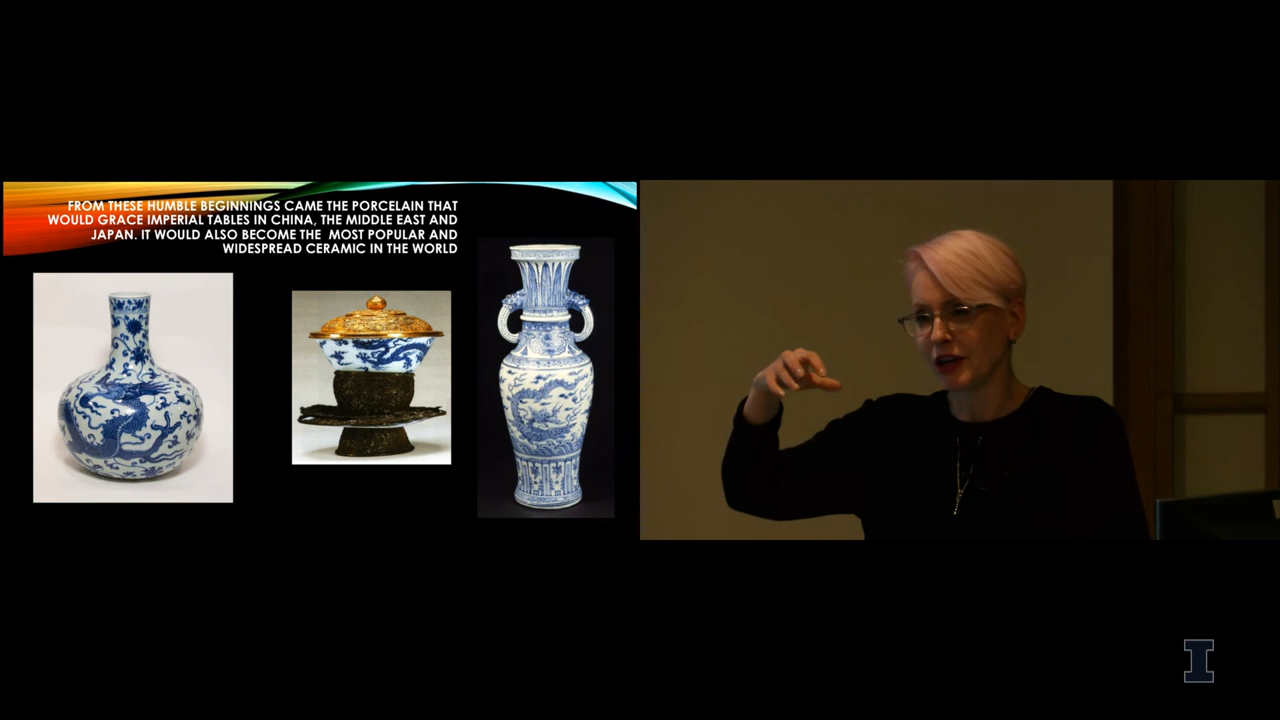 FROM THESE HUMBLE BEGINNINGS CAME THE PORCELAIN THAT
WOULD GRACE IMPERIAL TABLES IN CHINA, THE MIDDLE EAST AND
JAPAN. IT WOULD ALSO BECOME THE MOST POPULAR AND
WIDESPREAD CERAMIC IN THE WORLD
I